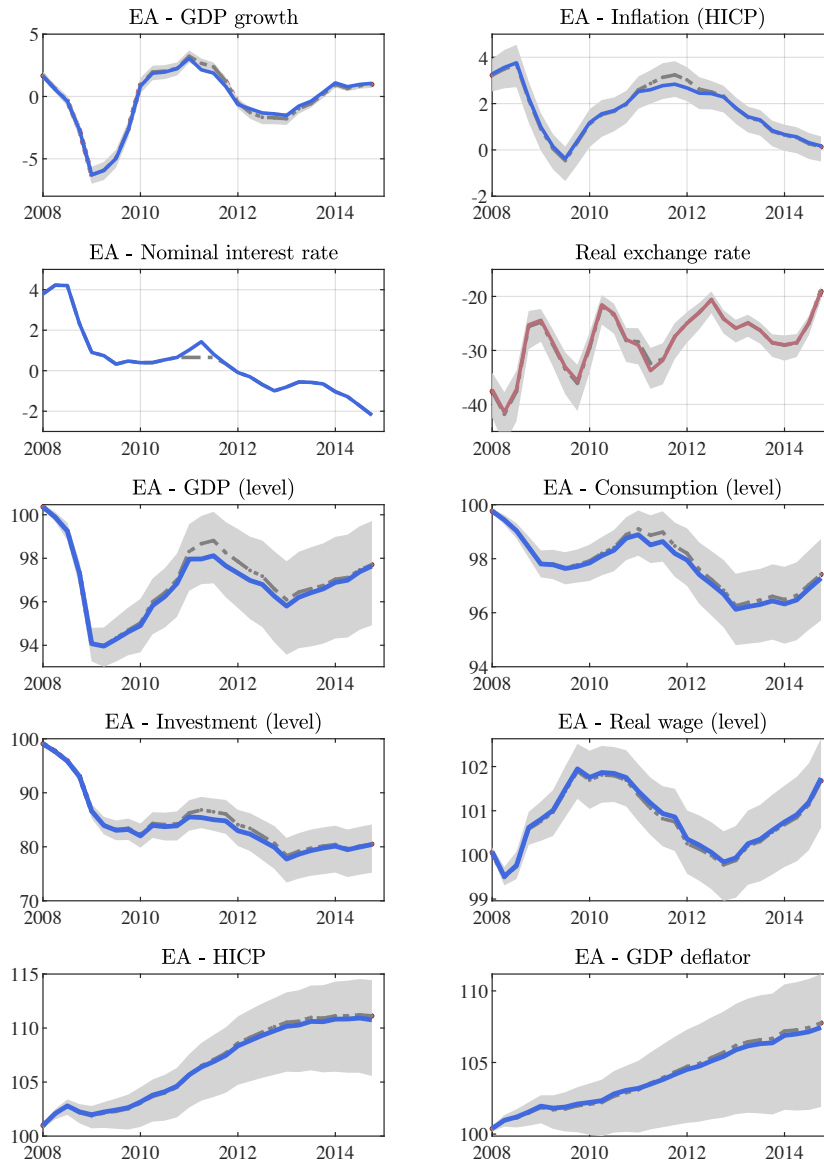 EA - GDP growth
5
0
-5
2008 2010 2012 2014
EA - Inflation (HICP)
4
2
0
-2
2008 2010 2012 2014
EA - Nominal interest rate
4
2
0
-2
2008 2010 2012 2014
Real exchange rate
-20
-30
-40
2008 2010 2012 2014
EA - GDP (level)
100
98
96
94
2008 2010 2012 2014
EA - Consumption (level)
100
98
96
94
2008 2010 2012 2014
EA - Investment (level)
100
90
80
70
2008 2010 2012 2014
EA - Real wage (level)
102
101
100
99
2008 2010 2012 2014
EA - HICP
115
110
105
100
2008 2010 2012 2014
EA - GDP deflator
110
105
100
2008 2010 2012 2014